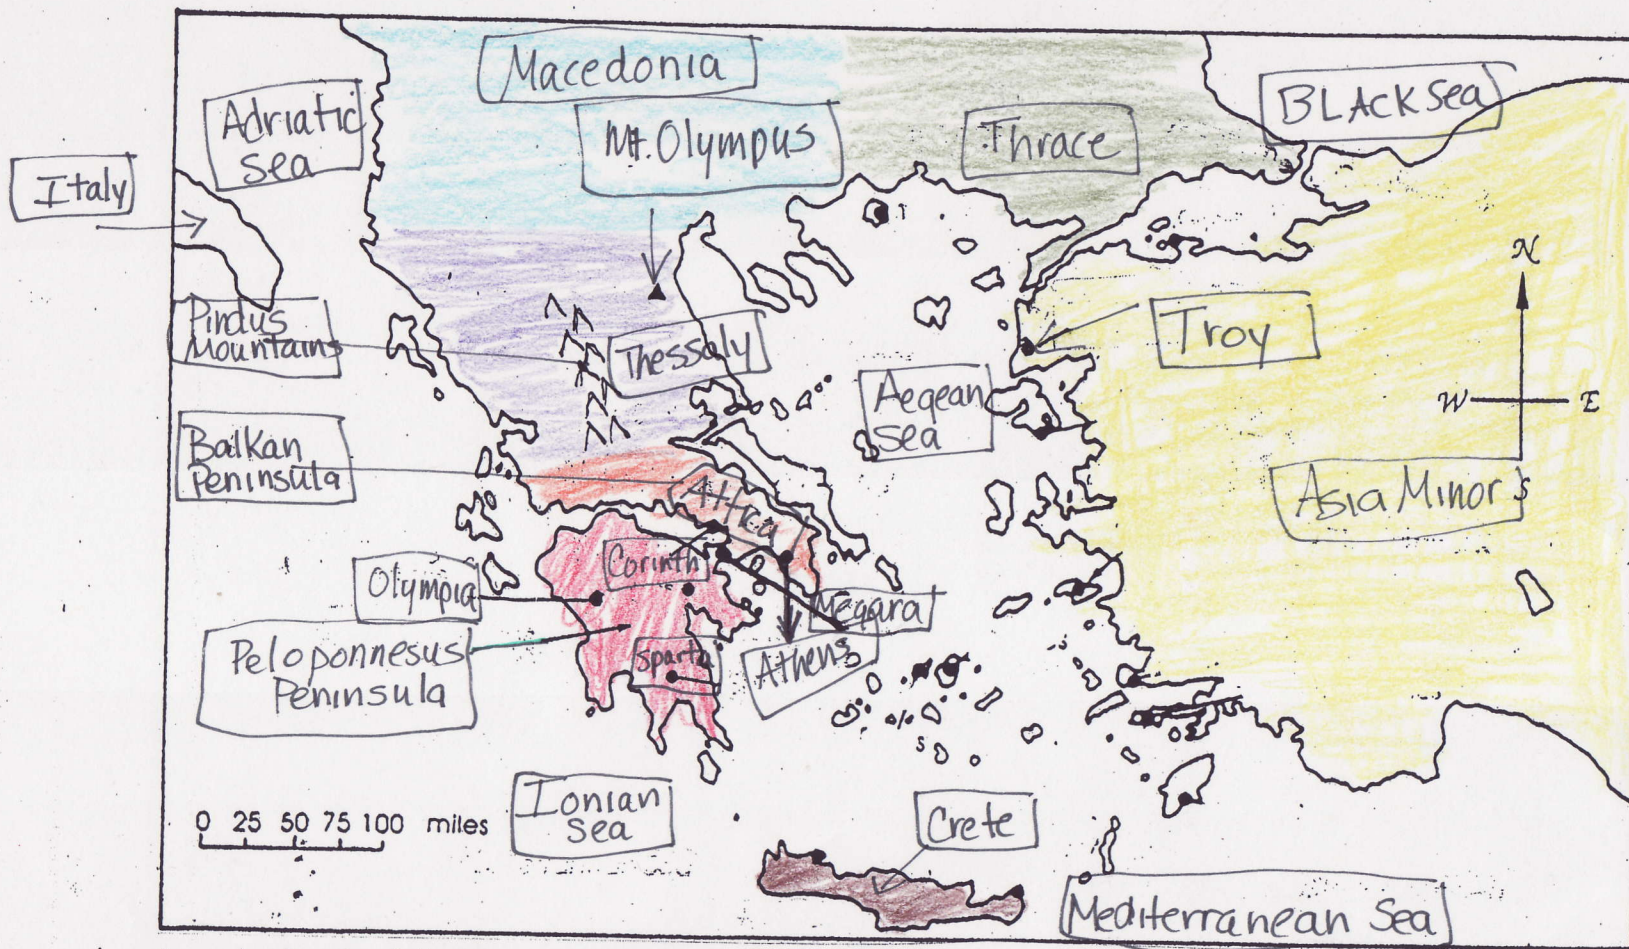 Macedonia
Adriatic
Sea
Mt. Olympus
Thrace
BLACK Sea
Italy
N
Pindus
Mountains
Thessaly
Troy
Aegean
Sea
W
E
Balkan
Peninsula
Attica
Asia Minor
S
Corinth
Olympia
Megara
Peloponnesus
Peninsula
Sparta
Athens
Ionian
Sea
Crete
0 25 50 75 100 miles
Mediterranean Sea